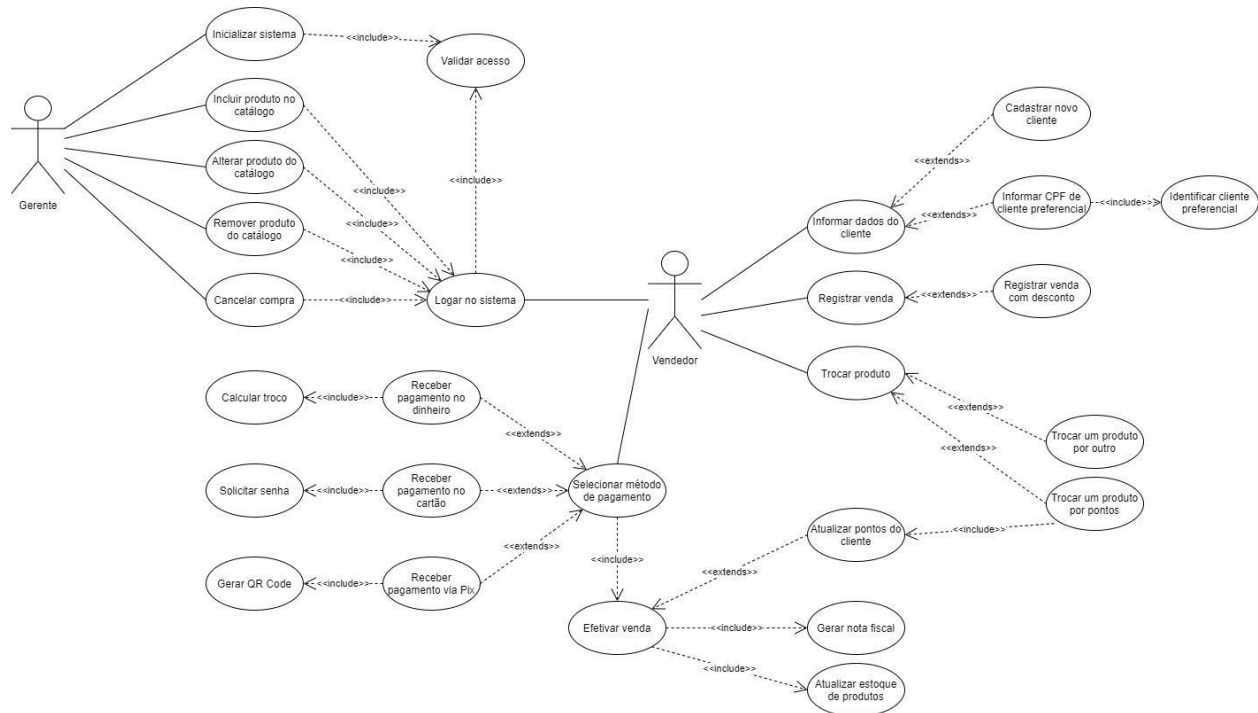 Inicializar sistema
<<include>>
Validar acesso
Incluir produto no
catálogo
Alterar produto do
catálogo
Remover produto
do catálogo
Cancelar compra
Gerente
<<include>>
<<include>>
<<include>>
<<include>>
<<include>>
Logar no sistema
Vendedor
Cadastrar novo
cliente
<<extends>>
Informar dados do
cliente
<<extends>>
Informar CPF de
cliente preferencial
<<include>>
Identificar cliente
preferencial
Registrar venda
<<extends>>
Registrar venda
com desconto
Trocar produto
<<extends>>
<<extends>>
Trocar um produto
por outro
Trocar um produto
por pontos
<<include>>
Calcular troco
<<include>>
Receber
pagamento no
dinheiro
<<extends>>
Solicitar senha
<<include>>
Receber
pagamento no
cartão
<<extends>>
Selecionar método
de pagamento
Gerar QR Code
<<include>>
Receber
pagamento via Pix
<<extends>>
<<include>>
Atualizar pontos do
cliente
<<extends>>
Efetivar venda
<<include>>
Gerar nota fiscal
<<include>>
Atualizar estoque
de produtos